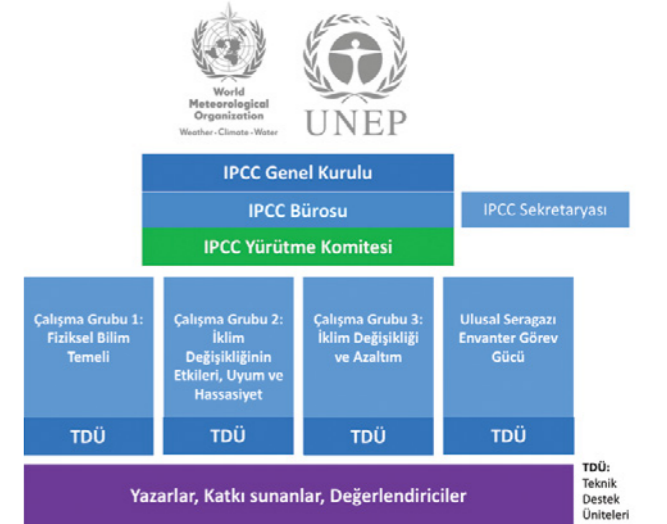 World
Meteorological
Organization
Weather · Climate · Water
UNEP
IPCC Genel Kurulu
IPCC Bürosu
IPCC Sekretaryası
IPCC Yürütme Komitesi
Çalışma Grubu 1:
Fiziksel Bilim
Temeli
TDÜ
Çalışma Grubu 2:
İklim
Değişikliğinin
Etkileri, Uyum ve
Hassasiyet
TDÜ
Çalışma Grubu 3:
İklim Değişikliği
ve Azaltım
TDÜ
Ulusal Seragazı
Envanter Görev
Gücü
TDÜ
Yazarlar, Katkı sunanlar, Değerlendiriciler
TDÜ:
Teknik
Destek
Üniteleri